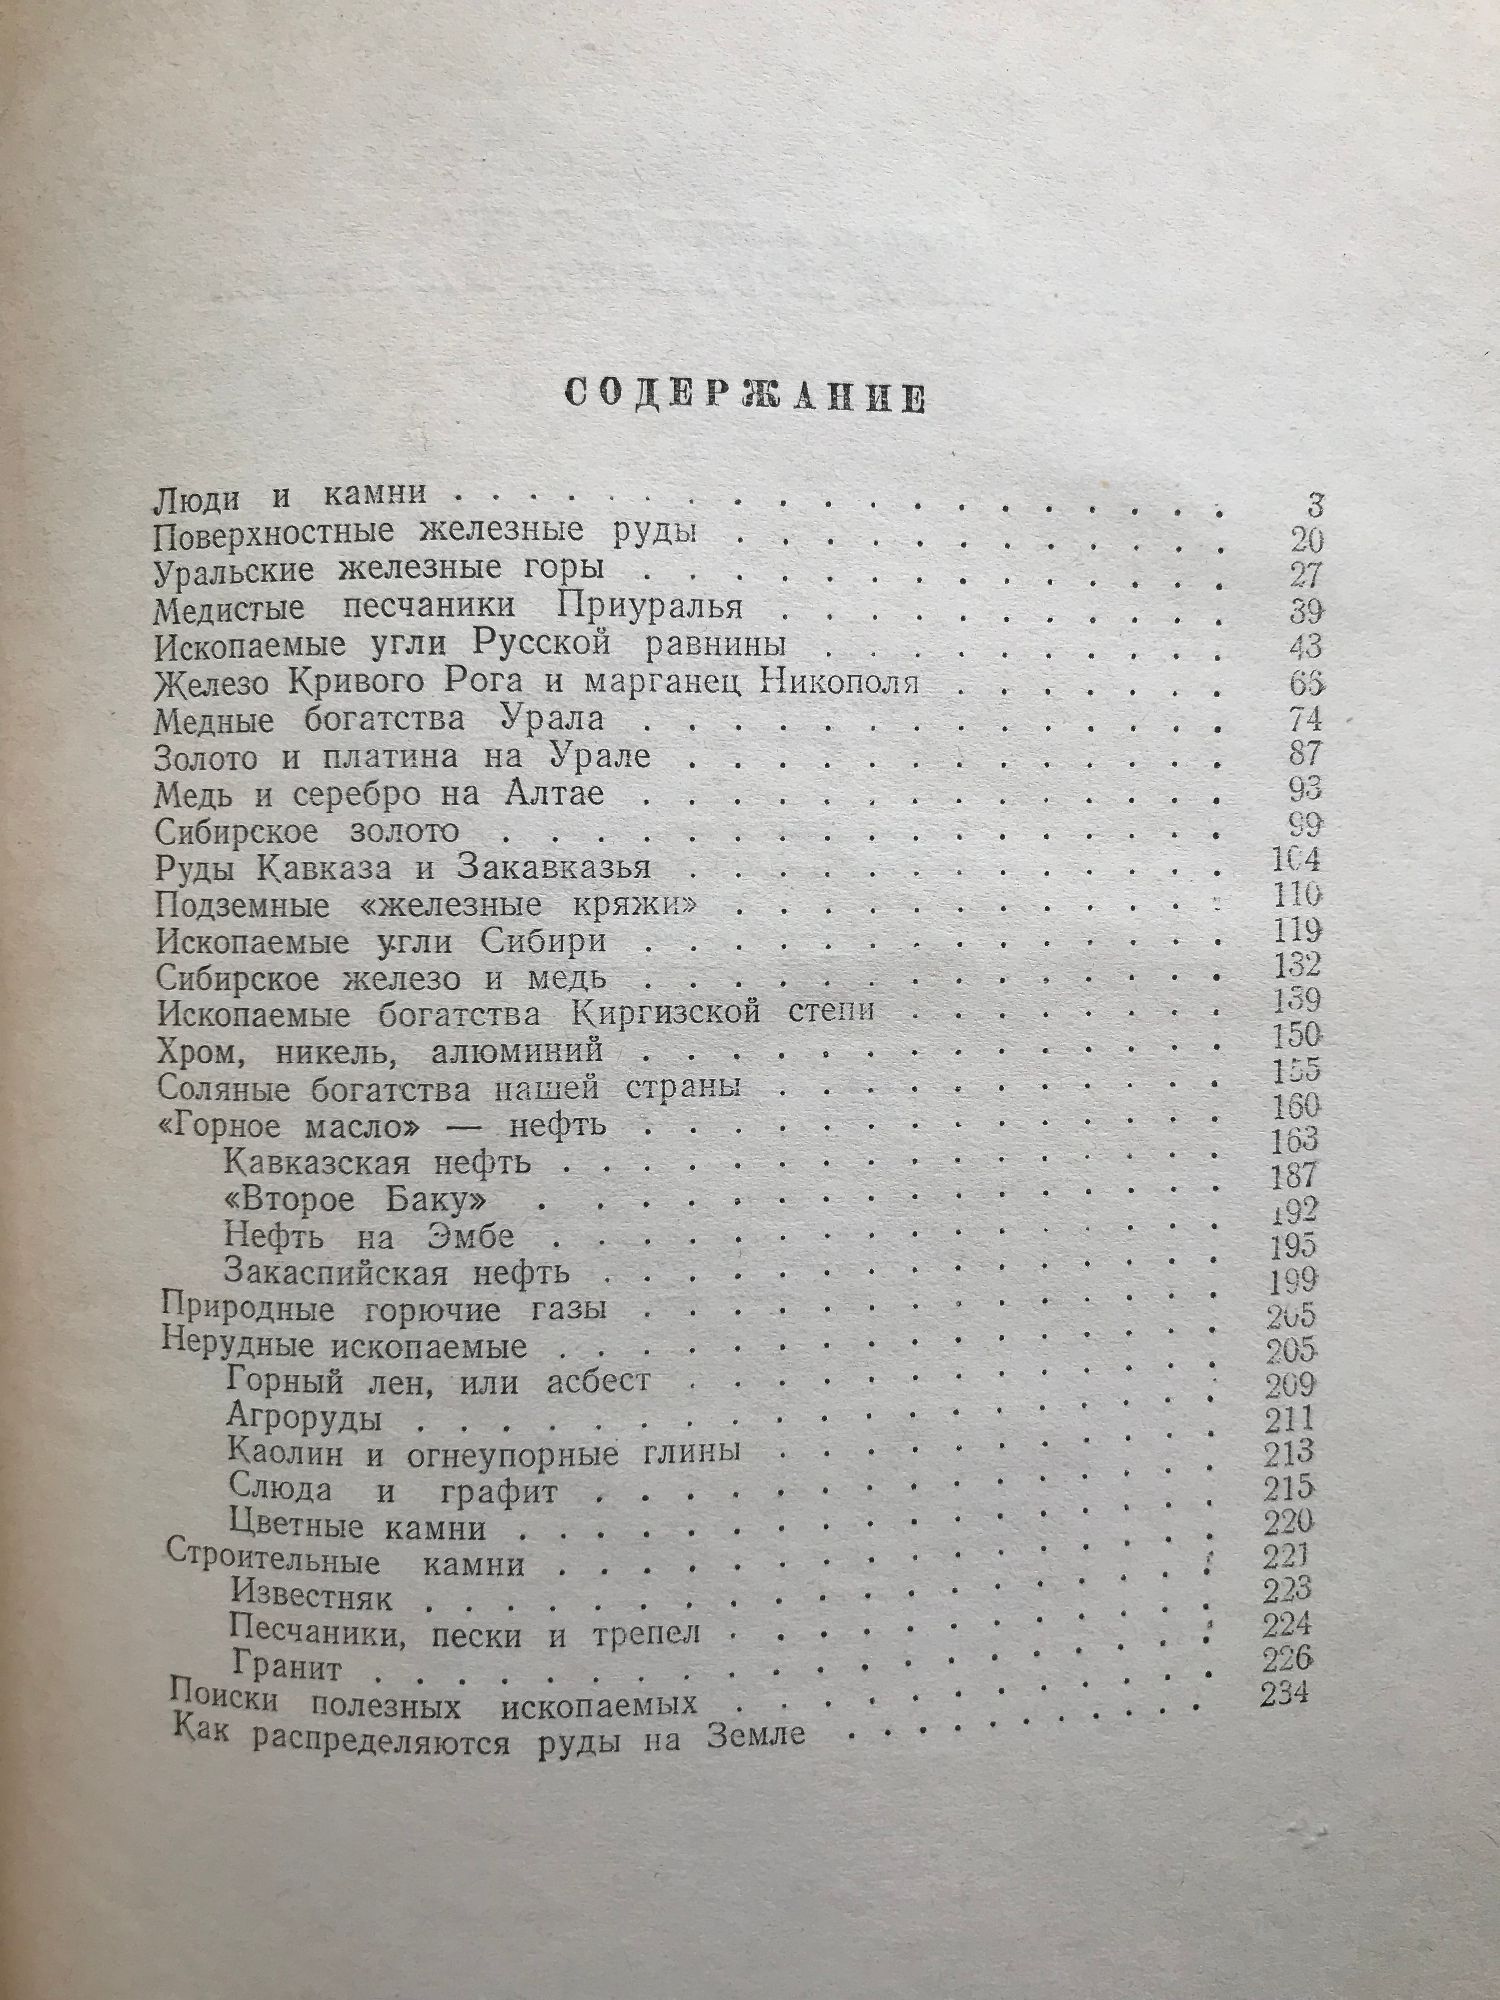 СОДЕРЖАНИЕ
Люди и камни . . . . . . . . . . . . . . . . . 3
Поверхностные железные руды . . . . . . . . . . . 20
Уральские железные горы . . . . . . . . . . . . . 27
Медистые песчаники Приуралья . . . . . . . . . . 39
Ископаемые угли Русской равнины . . . . . . . . . 43
Железо Кривого Рога и марганец Никополя . . . . . . 66
Медные богатства Урала . . . . . . . . . . . . . 74
Золото и платина на Урале . . . . . . . . . . . . 87
Медь и серебро на Алтае . . . . . . . . . . . . . 93
Сибирское золото . . . . . . . . . . . . . . . . 99
Руды Кавказа и Закавказья . . . . . . . . . . . . 104
Подземные «железные кряжи» . . . . . . . . . . . 110
Ископаемые угли Сибири . . . . . . . . . . . . . 119
Сибирское железо и медь . . . . . . . . . . . . . 132
Ископаемые богатства Киргизской степи . . . . . . . 139
Хром, никель, алюминий . . . . . . . . . . . . . 150
Соляные богатства нашей страны . . . . . . . . . . 155
«Горное масло» — нефть . . . . . . . . . . . . . 160
Кавказская нефть . . . . . . . . . . . . . . . 163
«Второе Баку» . . . . . . . . . . . . . . . 187
Нефть на Эмбе . . . . . . . . . . . . . . . 192
Закаспийская нефть . . . . . . . . . . . . . . 195
Природные горючие газы . . . . . . . . . . . . . 199
Нерудные ископаемые . . . . . . . . . . . . . . . 205
Горный лен, или асбест . . . . . . . . . . . . 205
Агроруды . . . . . . . . . . . . . . . . . . 209
Каолин и огнеупорные глины . . . . . . . . . . 211
Слюда и графит . . . . . . . . . . . . . . 213
Цветные камни . . . . . . . . . . . . . . . . 215
Строительные камни . . . . . . . . . . . . . . . 220
Известняк . . . . . . . . . . . . . . . . . . 221
Песчаники, пески и трепел . . . . . . . . . . . 223
Гранит . . . . . . . . . . . . . . . . . . . 224
Поиски полезных ископаемых . . . . . . . . . . . 226
Как распределяются руды на Земле . . . . . . . . . 234